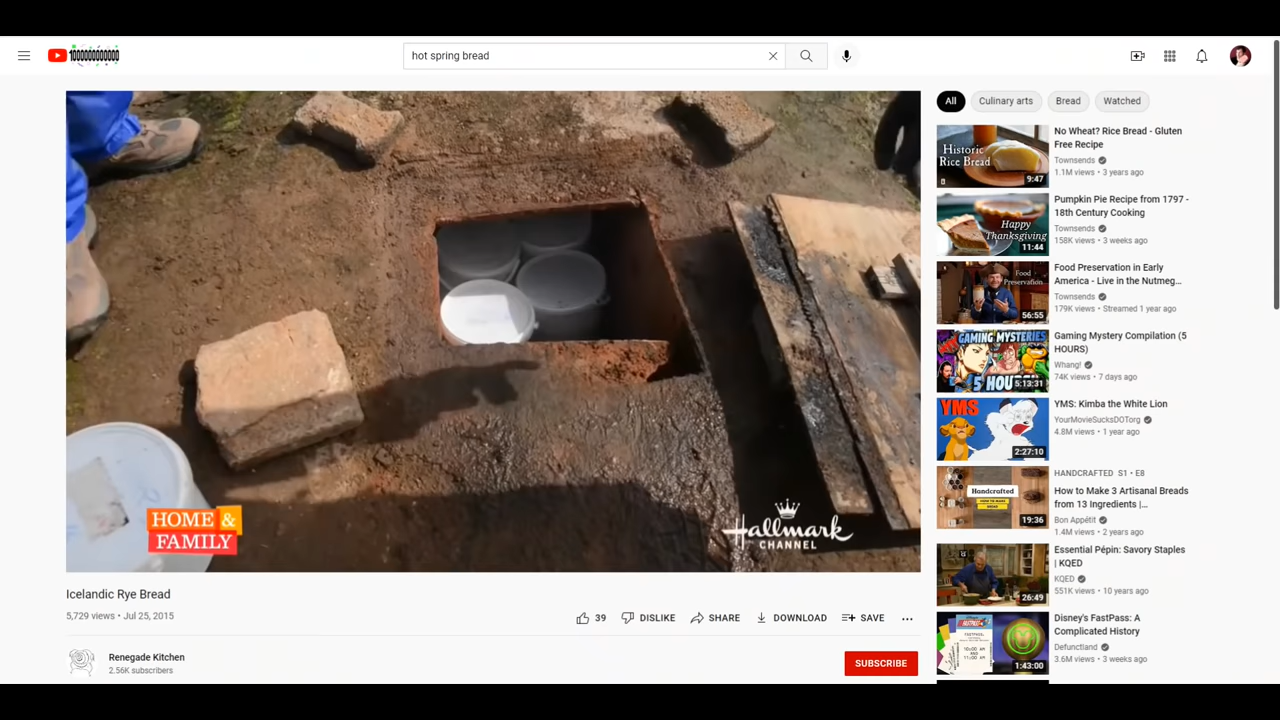 1000000000000
hot spring bread
HOME &
FAMILY
Hallmark
CHANNEL
Icelandic Rye Bread
5,729 views • Jul 25, 2015
39
DISLIKE
SHARE
DOWNLOAD
SAVE
Renegade Kitchen
2.56K subscribers
SUBSCRIBE
All
Culinary arts
Bread
Watched
Historic
Rice Bread
9:47
No Wheat? Rice Bread - Gluten
Free Recipe
Townsends
1.1M views • 3 years ago
Happy
Thanksgiving
11:44
Pumpkin Pie Recipe from 1797 -
18th Century Cooking
Townsends
158K views • 3 weeks ago
Food
Preservation
56:55
Food Preservation in Early
America - Live in the Nutmeg...
Townsends
179K views • Streamed 1 year ago
GAMING MYSTERIES
5 HOURS
5:13:31
Gaming Mystery Compilation (5
HOURS)
Whang!
74K views • 7 days ago
YMS
2:27:10
YMS: Kimba the White Lion
YourMovieSucksDOTorg
4.8M views • 1 year ago
Handcrafted
19:36
HANDCRAFTED S1 • E8
How to Make 3 Artisanal Breads
from 13 Ingredients |...
Bon Appétit
1.4M views • 2 years ago
26:49
Essential Pépin: Savory Staples
| KQED
KQED
551K views • 10 years ago
1:43:00
Disney's FastPass: A
Complicated History
Defunctland
3.6M views • 3 weeks ago